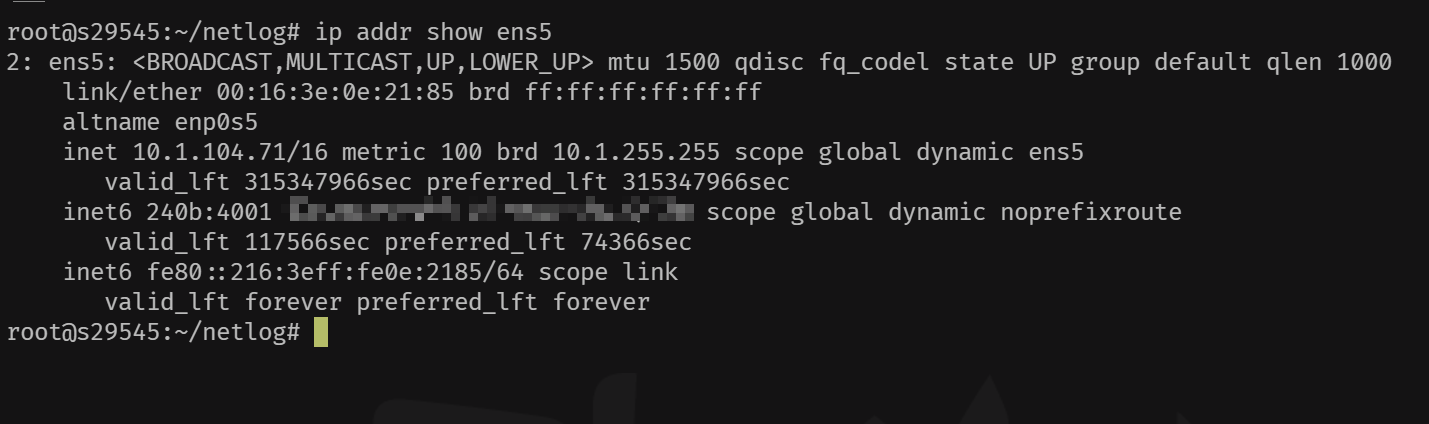 root@s29545:~/netlog# ip addr show ens5
2: ens5: <BROADCAST,MULTICAST,UP,LOWER_UP> mtu 1500 qdisc fq_codel state UP group default qlen 1000
    link/ether 00:16:3e:0e:21:85 brd ff:ff:ff:ff:ff:ff
    altname enp0s5
    inet 10.1.104.71/16 metric 100 brd 10.1.255.255 scope global dynamic ens5
       valid_lft 315347966sec preferred_lft 315347966sec
    inet6 240b:4001 scope global dynamic noprefixroute
       valid_lft 117566sec preferred_lft 74366sec
    inet6 fe80::216:3eff:fe0e:2185/64 scope link
       valid_lft forever preferred_lft forever
root@s29545:~/netlog#